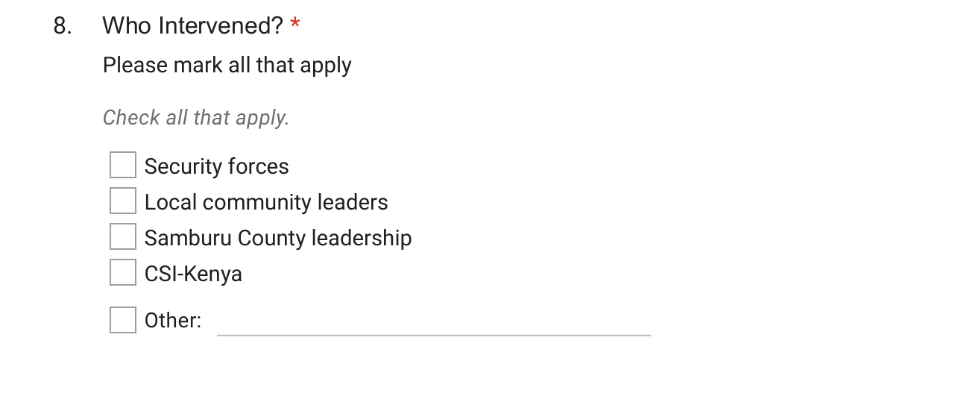 8. Who Intervened? *
Please mark all that apply
Check all that apply.
Security forces
Local community leaders
Samburu County leadership
CSI-Kenya
Other: